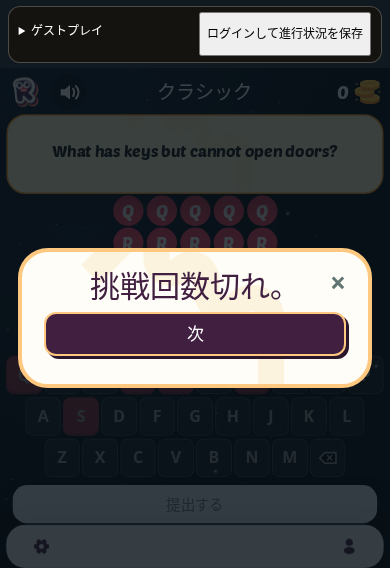 ▶ ゲストプレイ
ログインして進行状況を保存
クラシック
0
What has keys but cannot open doors?
Q Q Q Q Q
R R R R R
挑戦回数切れ。
×
次
A S D F G H J K L
Z X C V B N M
提出する